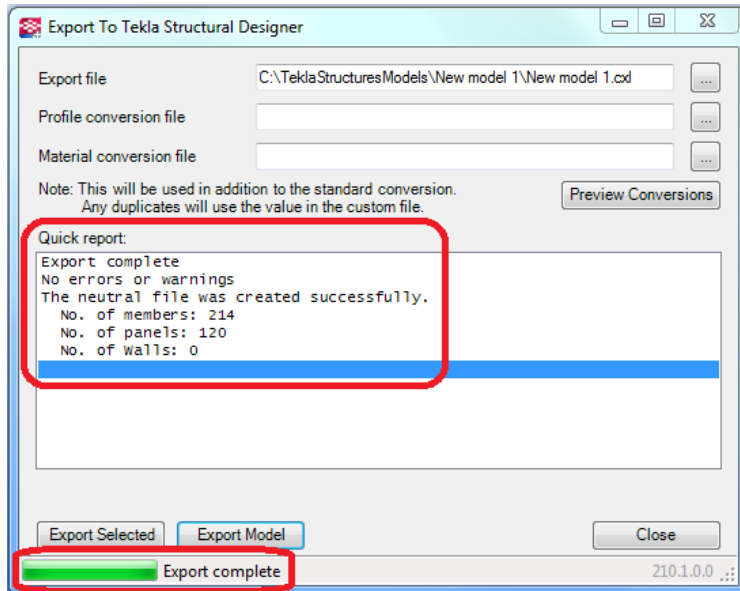 Export To Tekla Structural Designer
Export file
C:\TeklaStructuresModels\New model 1\New model 1.cxl
...
Profile conversion file
...
Material conversion file
...
Note: This will be used in addition to the standard conversion.
Any duplicates will use the value in the custom file.
Preview Conversions
Quick report:
Export complete
No errors or warnings
The neutral file was created successfully.
No. of members: 214
No. of panels: 120
No. of Walls: 0
Export Selected
Export Model
Close
Export complete
210.1.0.0